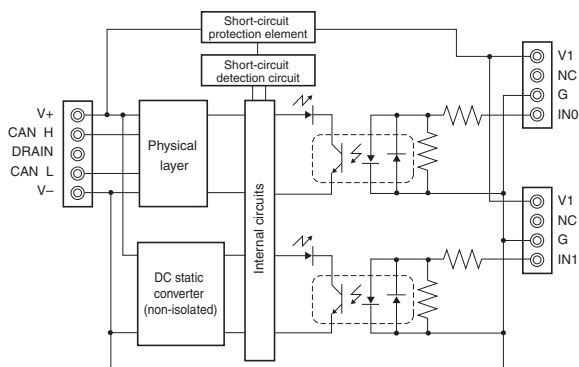 Short-circuit
protection element
Short-circuit
detection circuit
V+
CAN H
DRAIN
CAN L
V–
Physical
layer
DC static
converter
(non-isolated)
Internal circuits
V1
NC
G
IN0
V1
NC
G
IN1